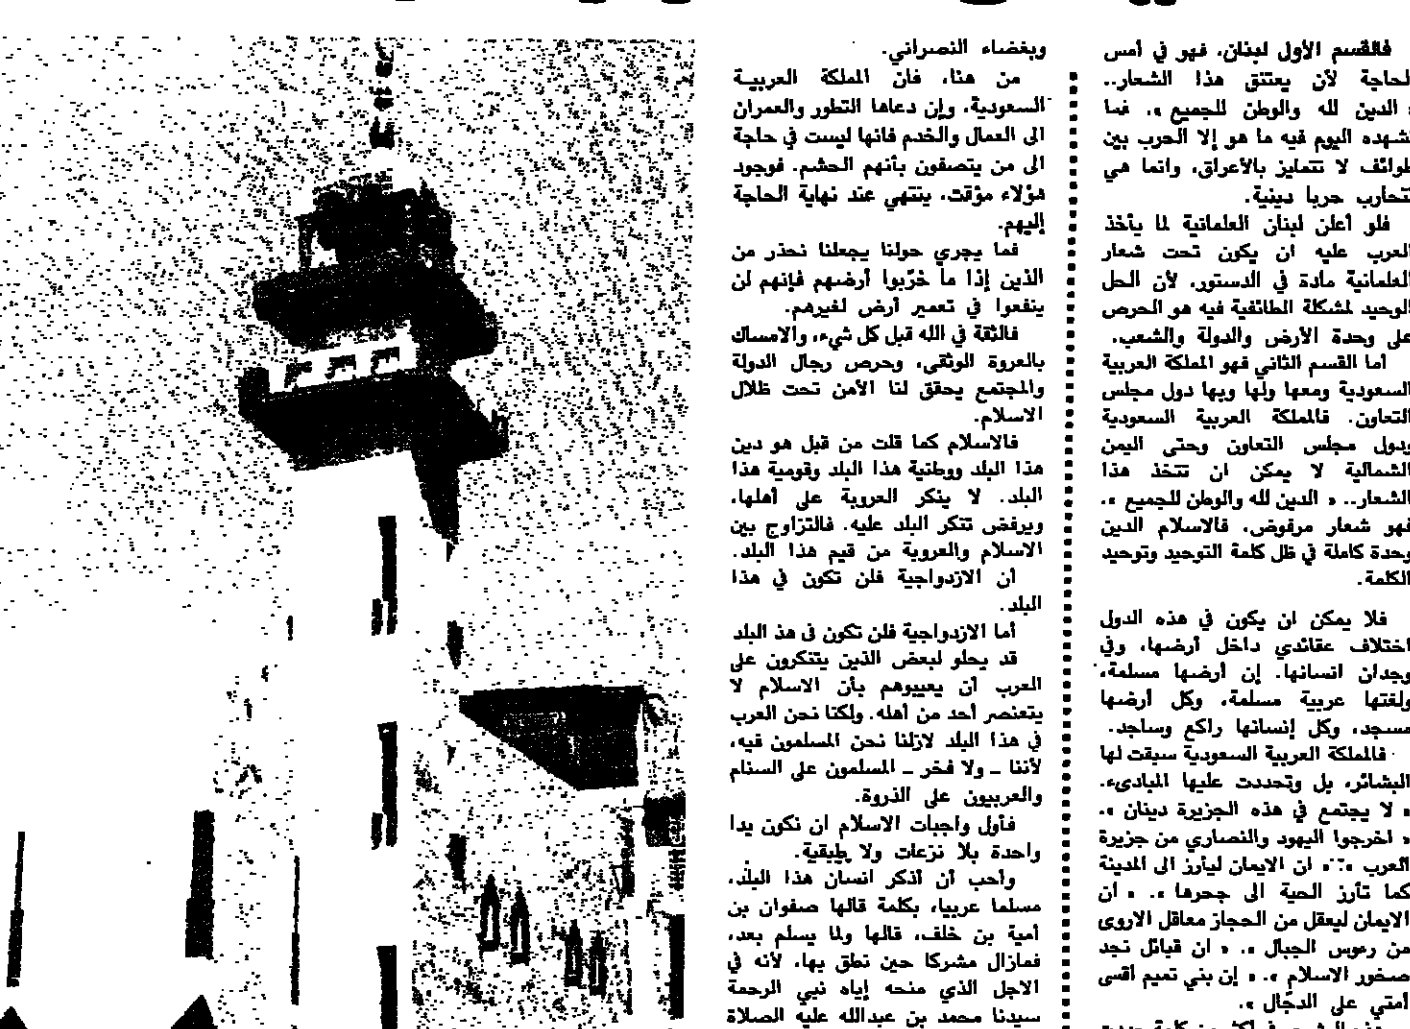 فالقسم الأول لبنان، فهو في أمس
الحاجة لأن يعتنق هذا الشعار..
« الدين لله والوطن للجميع ». فما
نشهده اليوم فيه ما هو إلا الحرب بين
طوائف لا تتمايز بالأعراق، وانما هي
تتحارب حربا دينية.
فلو أعلن لبنان العلمانية لما يأخذ
العرب عليه ان يكون تحت شعار
العلمانية مادة في الدستور، لأن الحل
الوحيد لمشكلة الطائفية فيه هو الحرص
على وحدة الأرض والدولة والشعب.
أما القسم الثاني فهو المملكة العربية
السعودية ومعها ولها وبها دول مجلس
التعاون. فالمملكة العربية السعودية
ودول مجلس التعاون وحتى اليمن
الشمالية لا يمكن ان تتخذ هذا
الشعار.. « الدين لله والوطن للجميع ».
فهو شعار مرفوض، فالاسلام الدين
وحدة كاملة في ظل كلمة التوحيد وتوحيد
الكلمة.
فلا يمكن ان يكون في هذه الدول
اختلاف عقائدي داخل أرضها، وفي
وجدان انسانها. إن أرضها مسلمة،
ولغتها عربية مسلمة، وكل أرضها
مسجد، وكل إنسانها راكع وساجد.
فالمملكة العربية السعودية سيقت لها
البشائر، بل وتحددت عليها المبادىء.
« لا يجتمع في هذه الجزيرة دينان ».
« اخرجوا اليهود والنصارى من جزيرة
العرب ». « ان الايمان ليأرز الى المدينة
كما تأرز الحية الى جحرها ». « أن
الايمان ليعقل من الحجاز معاقل الاروى
من رءوس الجبال ». « ان قبائل نجد
صخور الاسلام ». « إن بني تميم أقسى
أمتي على الدجّال ».
وبغضاء النصراني.
من هنا، فان المملكة العربيـة
السعودية، وإن دعاها التطور والعمران
الى العمال والخدم فانها ليست في حاجة
الى من يتصفون بأنهم الحشم. فوجود
هؤلاء مؤقت، ينتهي عند نهاية الحاجة
إليهم.
فما يجري حولنا يجعلنا نحذر من
الذين إذا ما خرّبوا أرضهم فإنهم لن
ينفعوا في تعمير أرض لغيرهم.
فالثقة في الله قبل كل شيء، والامساك
بالعروة الوثقى، وحرص رجال الدولة
والمجتمع يحقق لنا الأمن تحت ظلال
الاسلام.
فالاسلام كما قلت من قبل هو دين
هذا البلد ووطنية هذا البلد وقومية هذا
البلد. لا ينكر العروبة على أهلها،
ويرفض تنكر البلد عليه. فالتزاوج بين
الاسلام والعروبة من قيم هذا البلد.
أن الازدواجية فلن تكون في هذا
البلد.
أما الازدواجية فلن تكون فى هذ البلد
قد يحلو لبعض الذين يتنكرون على
العرب أن يعيبوهم بأن الاسلام لا
يتعنصر أحد من أهله. ولكنا نحن العرب
في هذا البلد لازلنا نحن المسلمون فيه،
لأننا ــ ولا فخر ــ المسلمون على السنام
والعربيون على الذروة.
فأول واجبات الاسلام ان نكون يدا
واحدة بلا نزعات ولا طبقية.
وأحب أن أذكر انسان هذا البلد،
مسلما عربيا، بكلمة قالها صفوان بن
أمية بن خلف، قالها ولما يسلم بعد،
فمازال مشركا حين نطق بها، لأنه في
الاجل الذي منحه إياه نبي الرحمة
سيدنا محمد بن عبدالله عليه الصلاة